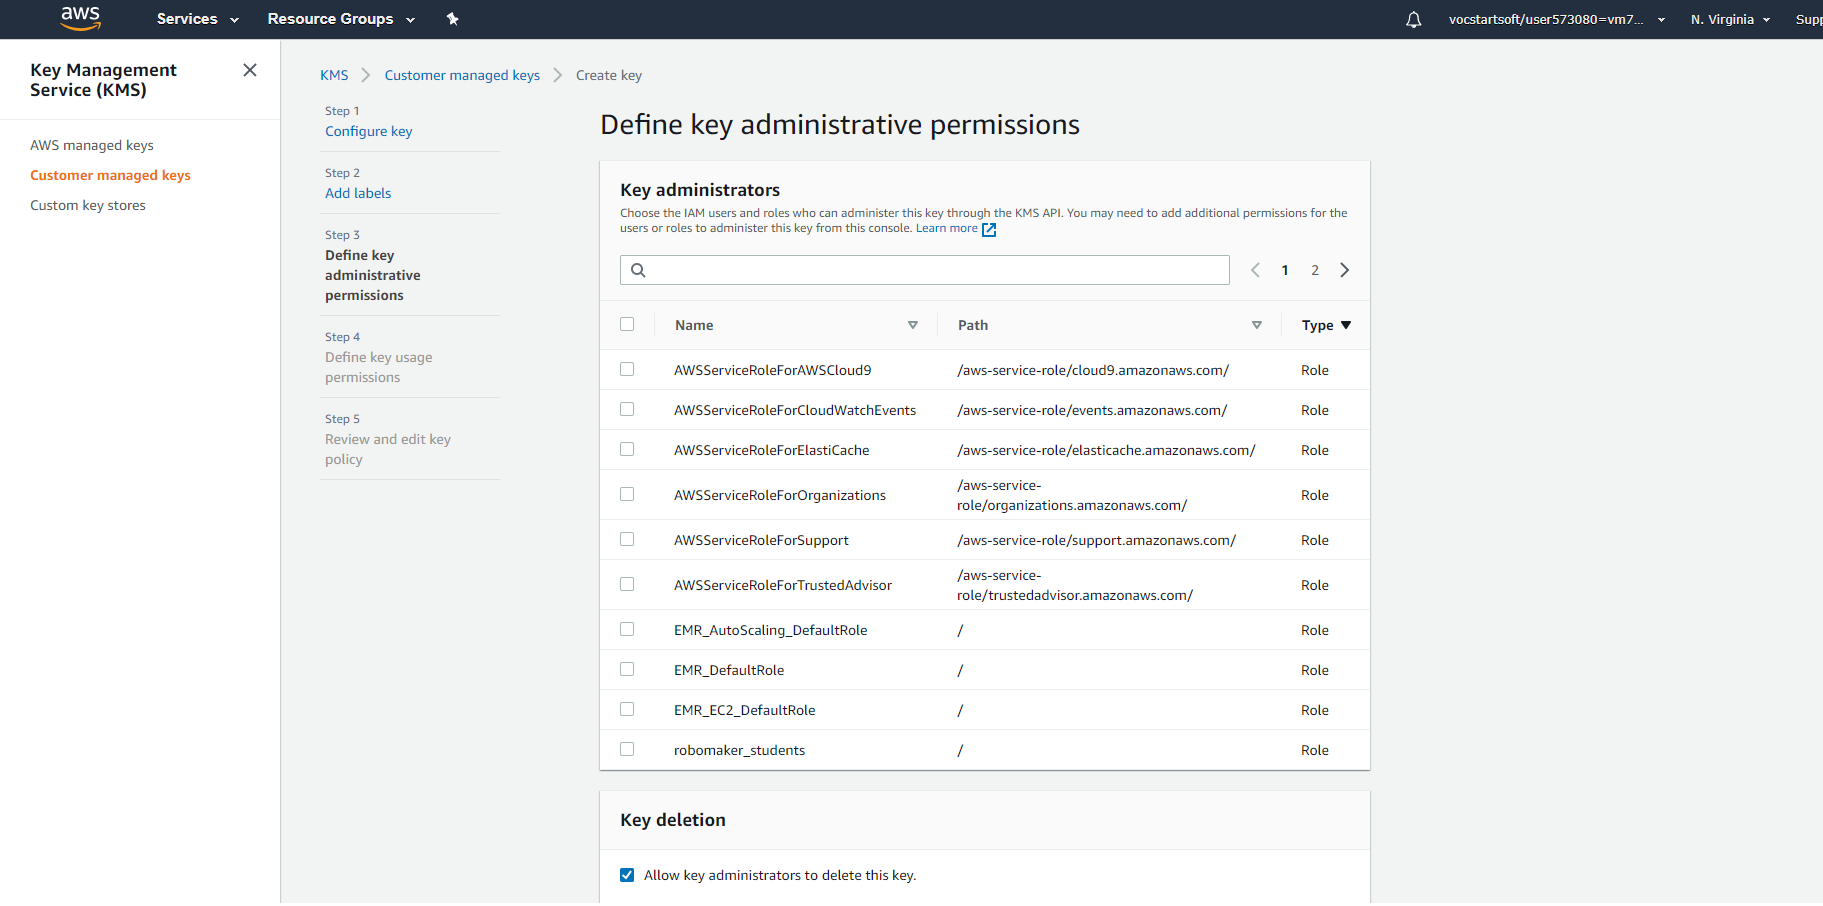 aws
Services
Resource Groups
vocstartsoft/user573080=vm7...
N. Virginia
Supp
Key Management
Service (KMS)
AWS managed keys
Customer managed keys
Custom key stores
KMS
Customer managed keys
Create key
Step 1
Configure key
Step 2
Add labels
Step 3
Define key
administrative
permissions
Step 4
Define key usage
permissions
Step 5
Review and edit key
policy
Define key administrative permissions
Key administrators
Choose the IAM users and roles who can administer this key through the KMS API. You may need to add additional permissions for the
users or roles to administer this key from this console. Learn more
1 2
Name Path Type
AWSServiceRoleForAWSCloud9 /aws-service-role/cloud9.amazonaws.com/ Role
AWSServiceRoleForCloudWatchEvents /aws-service-role/events.amazonaws.com/ Role
AWSServiceRoleForElastiCache /aws-service-role/elasticache.amazonaws.com/ Role
AWSServiceRoleForOrganizations /aws-service-
role/organizations.amazonaws.com/ Role
AWSServiceRoleForSupport /aws-service-role/support.amazonaws.com/ Role
AWSServiceRoleForTrustedAdvisor /aws-service-
role/trustedadvisor.amazonaws.com/ Role
EMR_AutoScaling_DefaultRole / Role
EMR_DefaultRole / Role
EMR_EC2_DefaultRole / Role
robomaker_students / Role
Key deletion
Allow key administrators to delete this key.